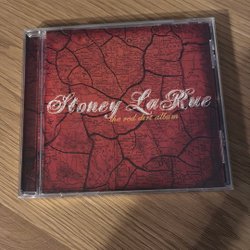 Stoney LaRue
the red dirt album